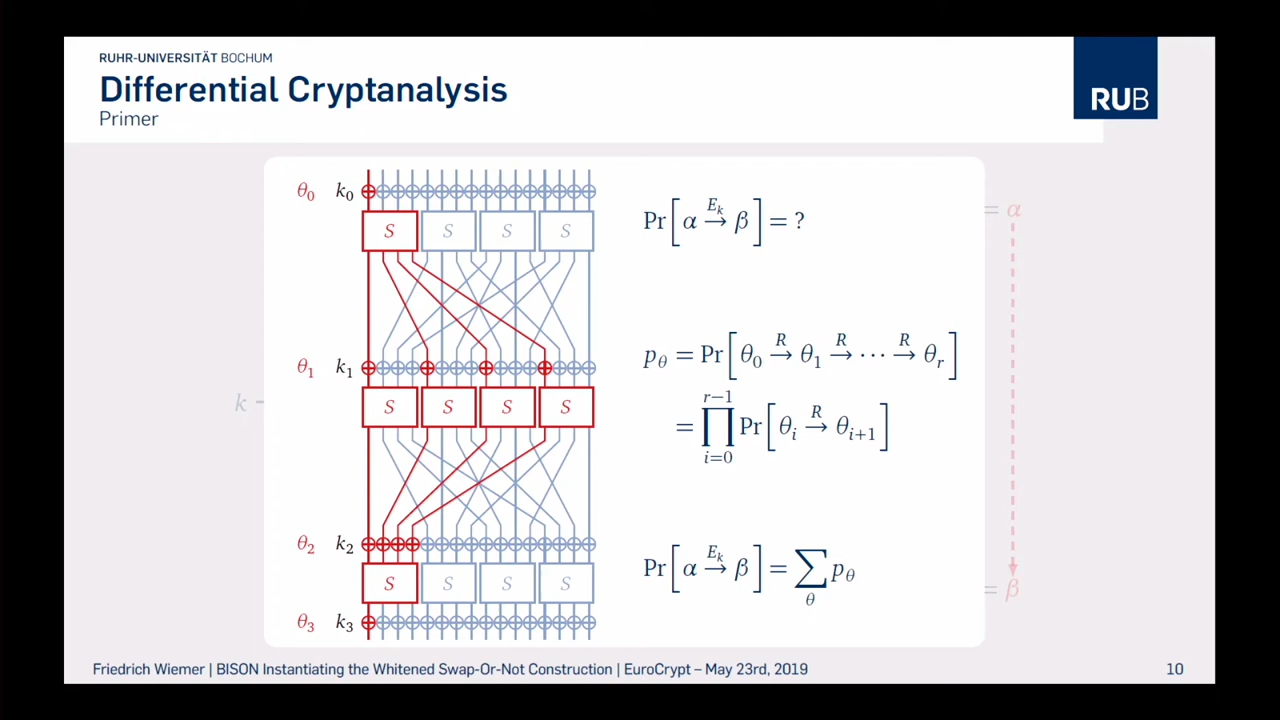 RUHR-UNIVERSITÄT BOCHUM
Differential Cryptanalysis
Primer
RUB
θ₀ k₀
S S S S
θ₁ k₁
S S S S
θ₂ k₂
S S S S
θ₃ k₃
Pr[α →^{E_k} β] = ?
p_θ = Pr[θ₀ →^R θ₁ →^R ⋯ →^R θ_r]
= ∏_{i=0}^{r−1} Pr[θ_i →^R θ_{i+1}]
Pr[α →^{E_k} β] = ∑_θ p_θ
k
= α
= β
Friedrich Wiemer | BISON Instantiating the Whitened Swap-Or-Not Construction | EuroCrypt – May 23rd, 2019
10